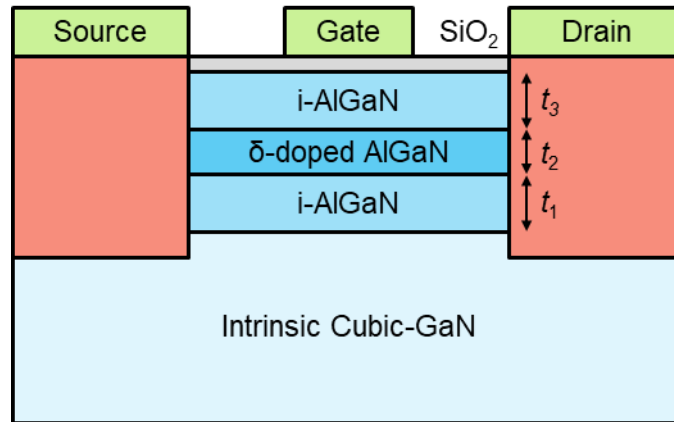 Source
Gate
SiO₂
Drain
i-AlGaN
t₃
δ-doped AlGaN
t₂
i-AlGaN
t₁
Intrinsic Cubic-GaN